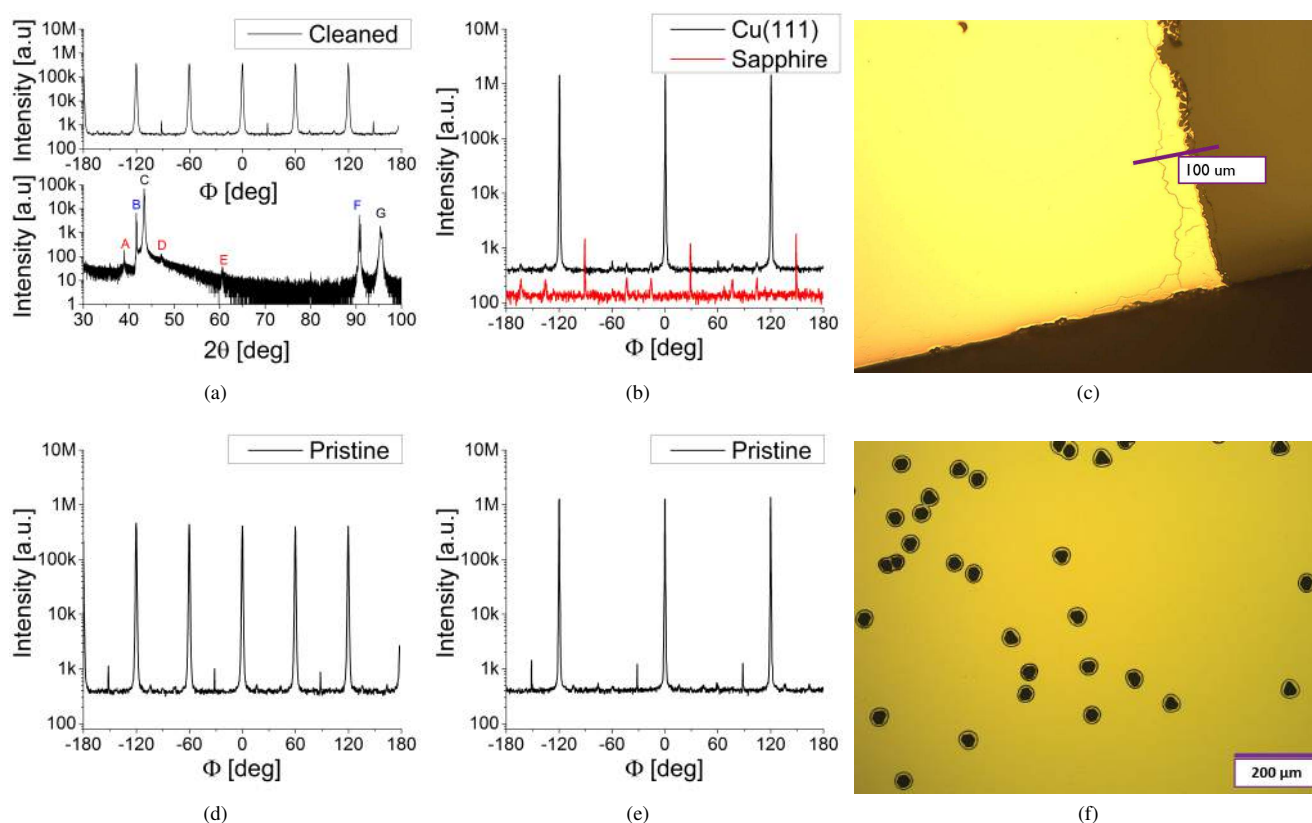 Cleaned
Intensity [a.u]
10M
1M
100k
10k
1k
100
-180 -120 -60 0 60 120 180
Φ [deg]
Intensity [a.u.]
100k
10k
1k
100
10
1
A B C D E F G
30 40 50 60 70 80 90 100
2θ [deg]
(a)
Cu(111)
Sapphire
Intensity [a.u.]
10M
1M
100k
10k
1k
100
-180 -120 -60 0 60 120 180
Φ [deg]
(b)
100 um
(c)
Pristine
Intensity [a.u.]
10M
1M
100k
10k
1k
100
-180 -120 -60 0 60 120 180
Φ [deg]
(d)
Pristine
Intensity [a.u.]
10M
1M
100k
10k
1k
100
-180 -120 -60 0 60 120 180
Φ [deg]
(e)
200 μm
(f)